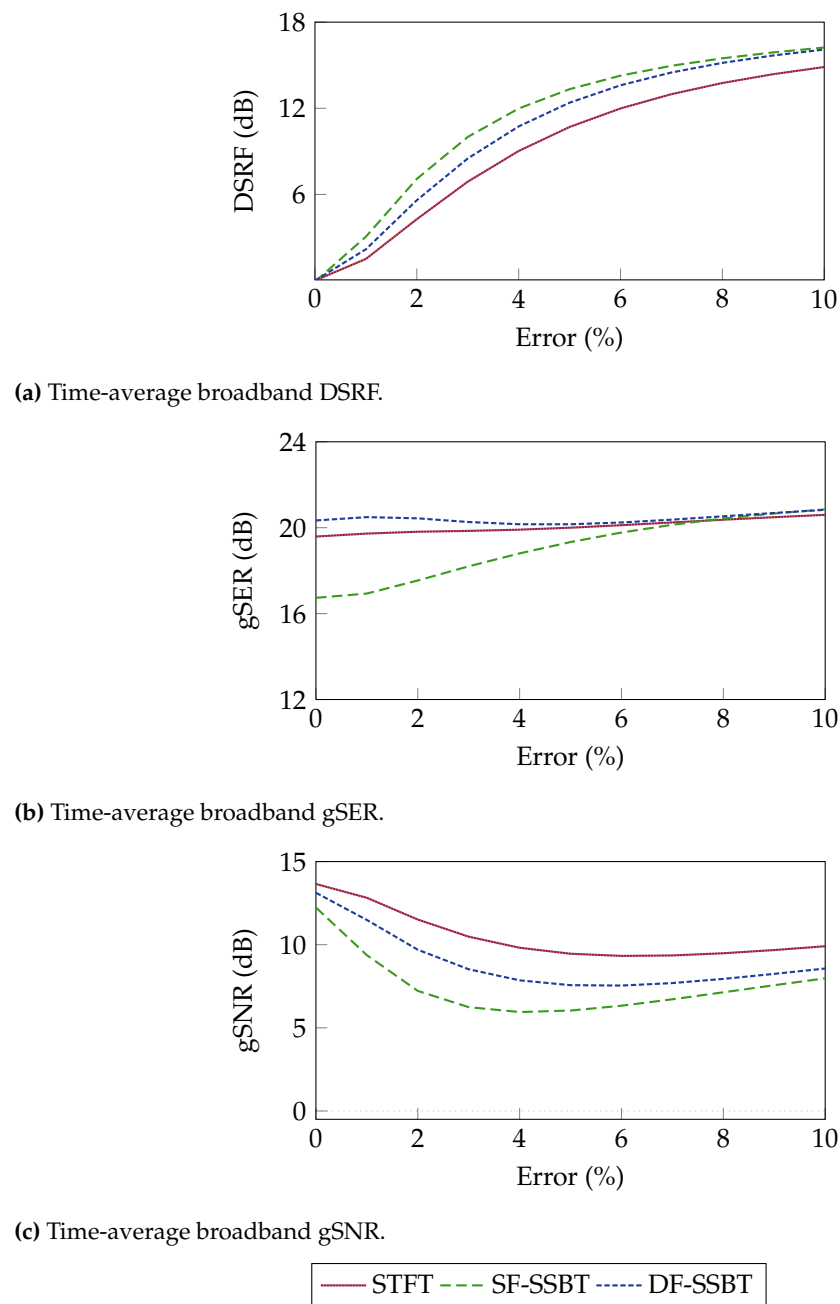 18
12
6
DSRF (dB)
0 2 4 6 8 10
Error (%)
(a) Time-average broadband DSRF.
24
20
16
12
gSER (dB)
0 2 4 6 8 10
Error (%)
(b) Time-average broadband gSER.
15
10
5
0
gSNR (dB)
0 2 4 6 8 10
Error (%)
(c) Time-average broadband gSNR.
STFT SF-SSBT DF-SSBT